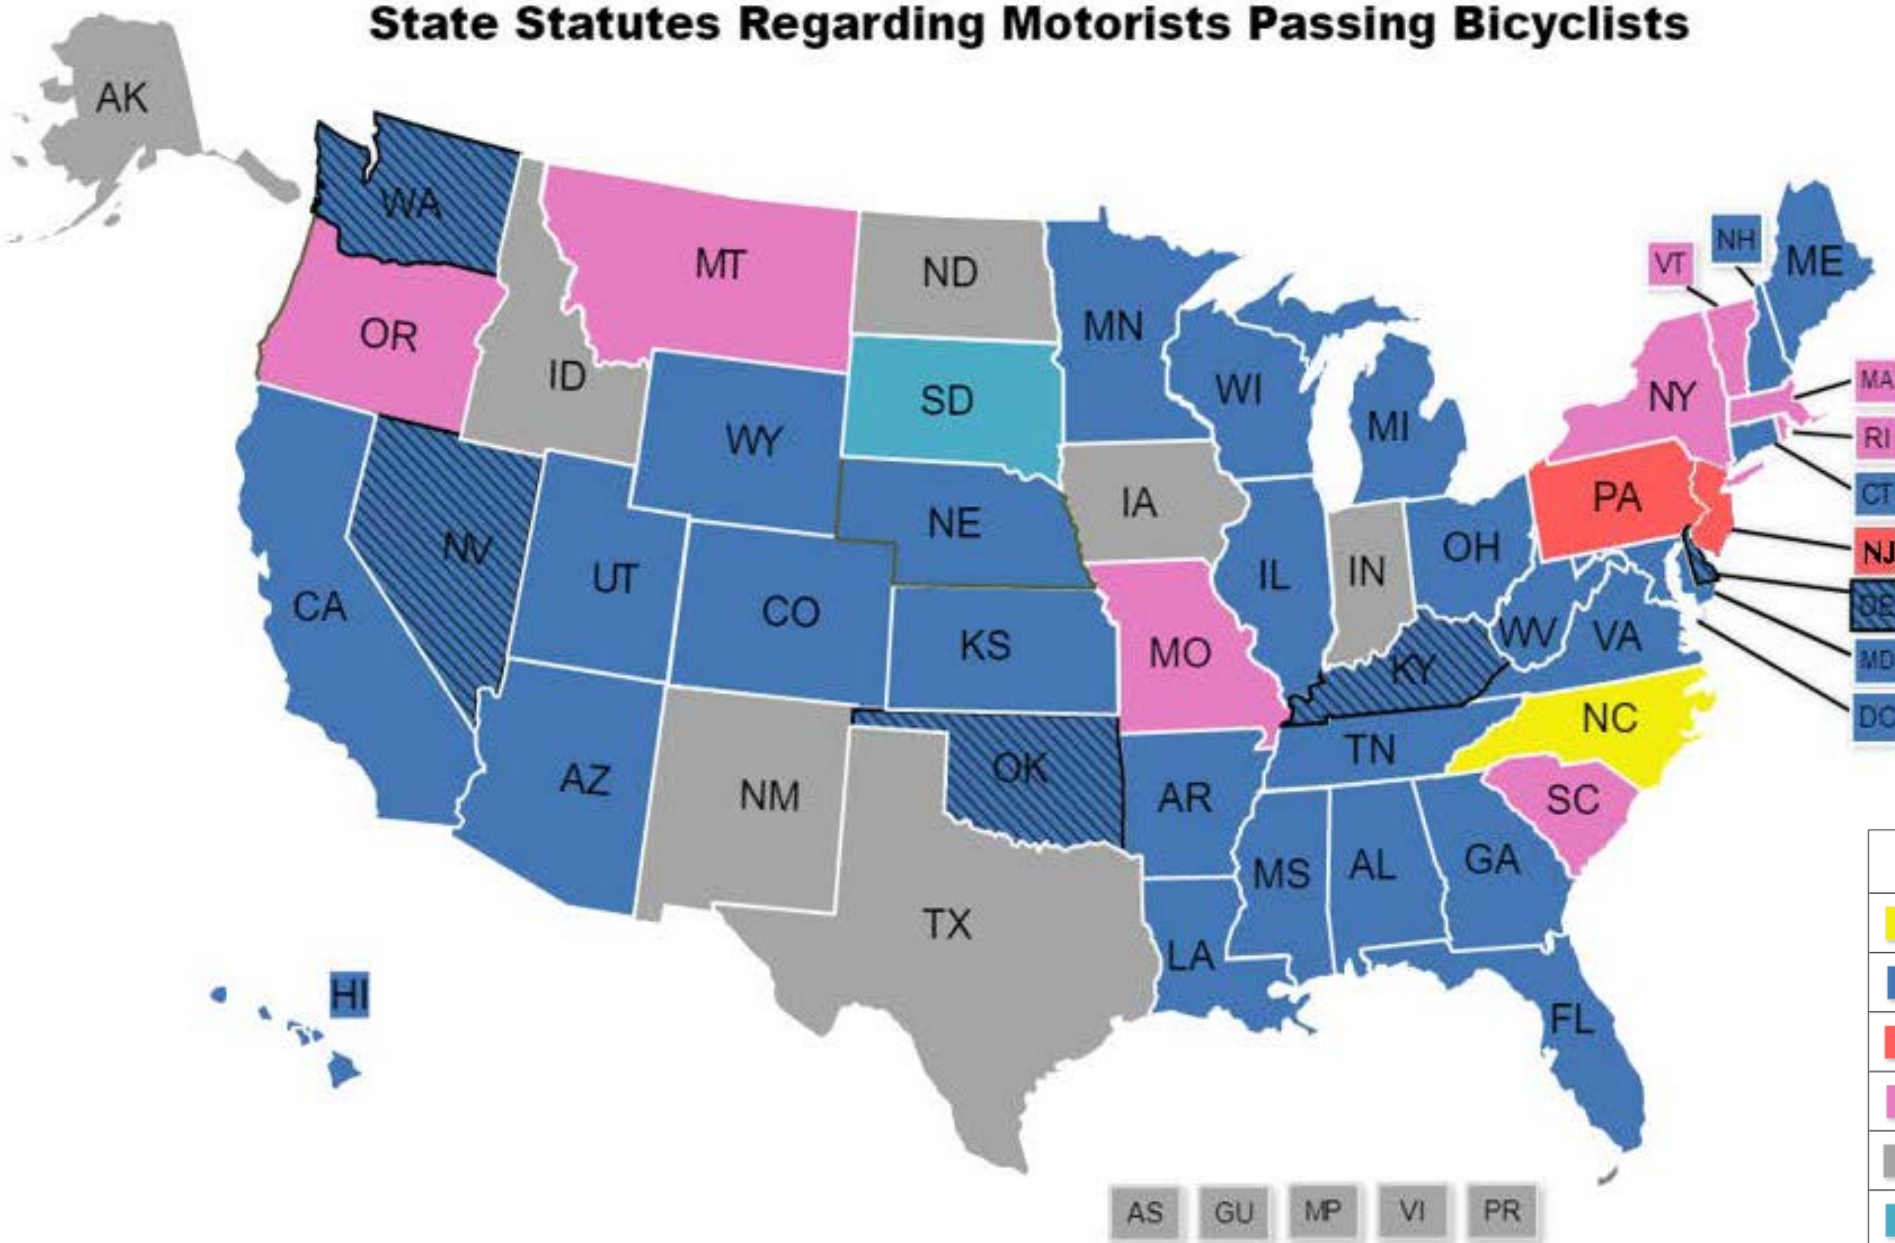 State Statutes Regarding Motorists Passing Bicyclists
AK
WA
MT
ND
MN
VT
NH
ME
OR
ID
SD
WI
MI
NY
MA
RI
WY
IA
PA
CT
NE
NV
UT
CO
IL
IN
OH
NJ
DE
CA
KS
MO
KY
WV
VA
MD
DC
AZ
NM
OK
AR
TN
NC
SC
TX
LA
MS
AL
GA
HI
FL
AS
GU
MP
VI
PR